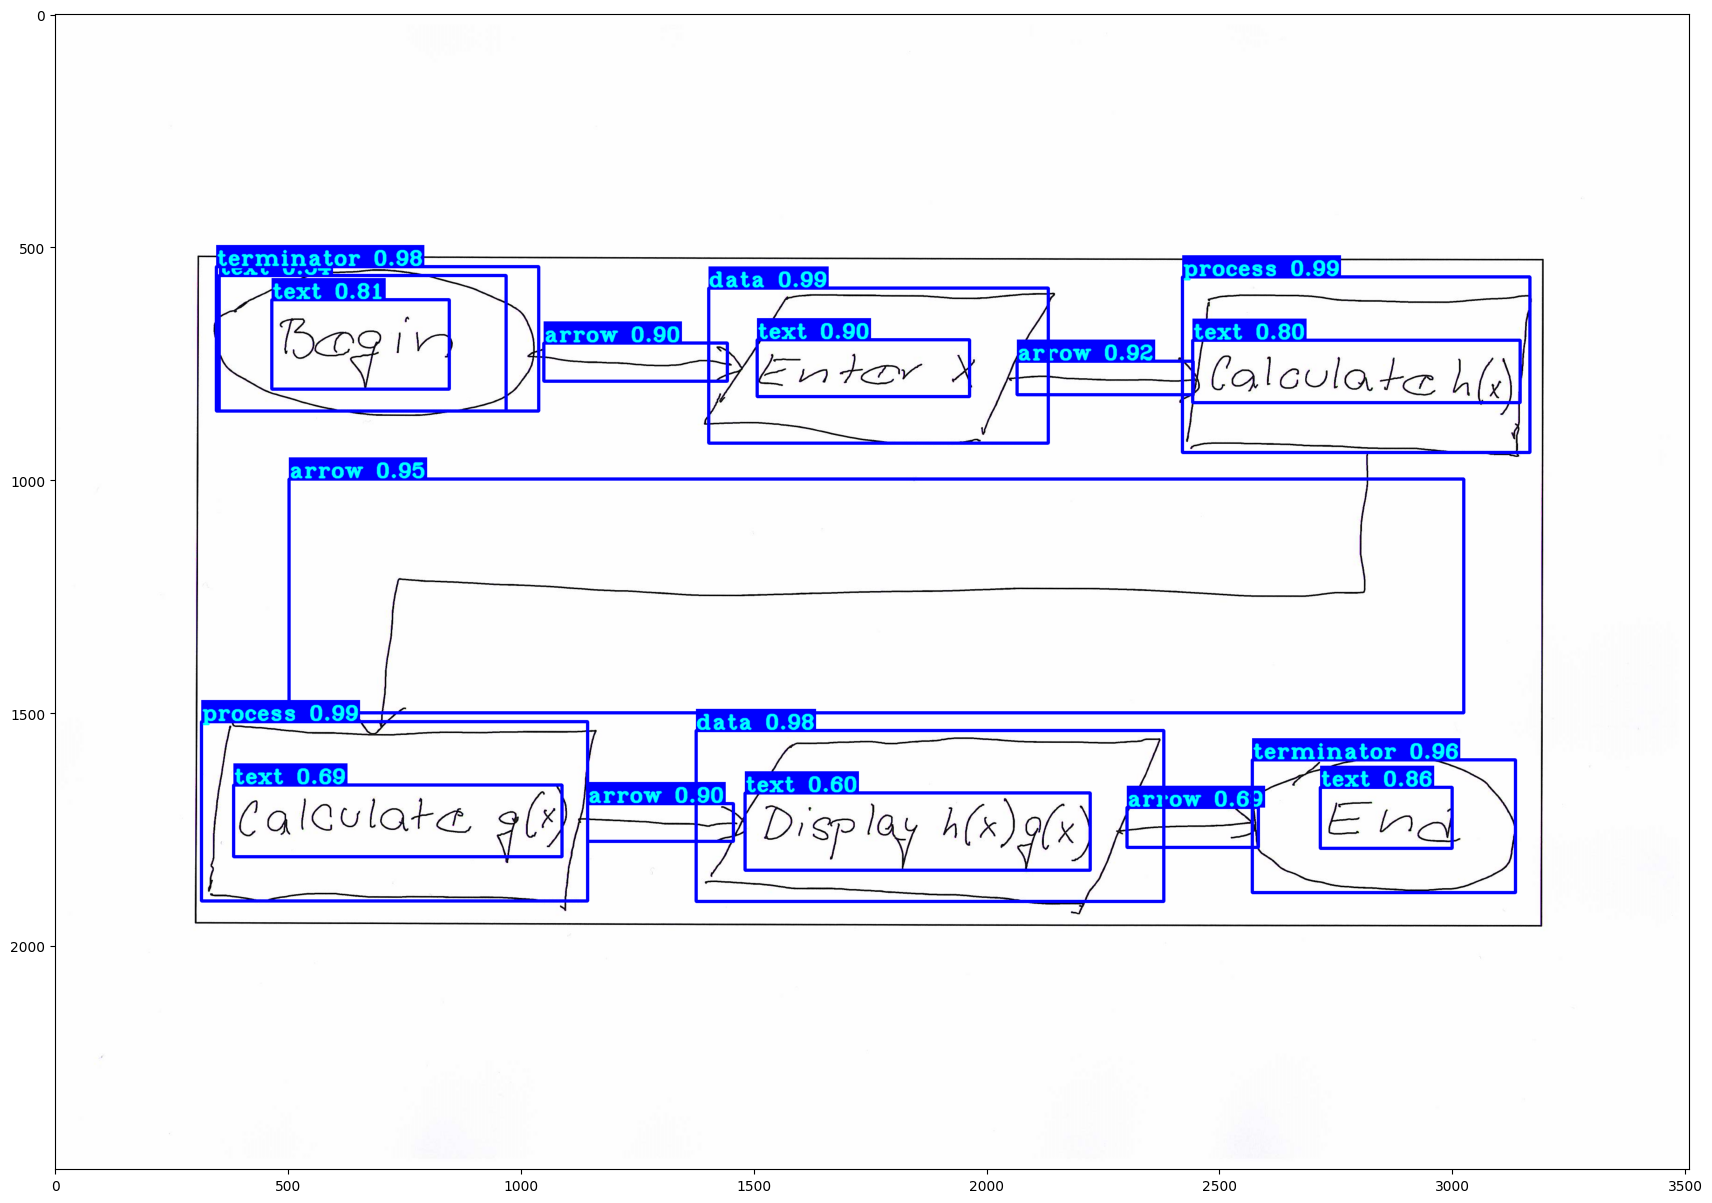 0
500
terminator 0.98
text
text 0.81
Begin
arrow 0.90
data 0.99
text 0.90
Enter X
arrow 0.92
process 0.99
text 0.80
Calculate h(x)
1000
arrow 0.95
1500
process 0.99
text 0.69
Calculate g(x)
arrow 0.90
data 0.98
text 0.60
Display h(x)g(x)
arrow 0.69
terminator 0.96
text 0.86
End
2000
0 500 1000 1500 2000 2500 3000 3500